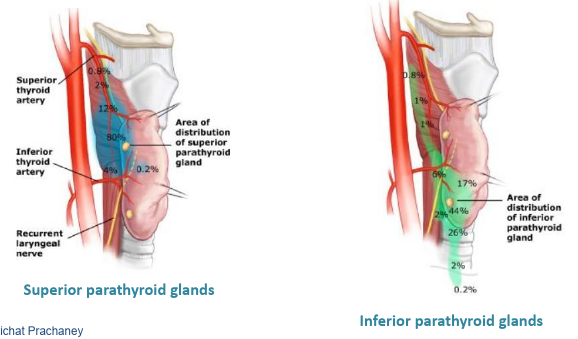 Superior
thyroid
artery
Inferior
thyroid
artery
Recurrent
laryngeal
nerve
0.8%
2%
12%
80%
4%
0.2%
Area of
distribution
of superior
parathyroid
gland
Superior parathyroid glands
ichat Prachaney
0.8%
1%
1%
6%
17%
2%
44%
26%
2%
0.2%
Area of
distribution
of inferior
parathyroid
gland
Inferior parathyroid glands